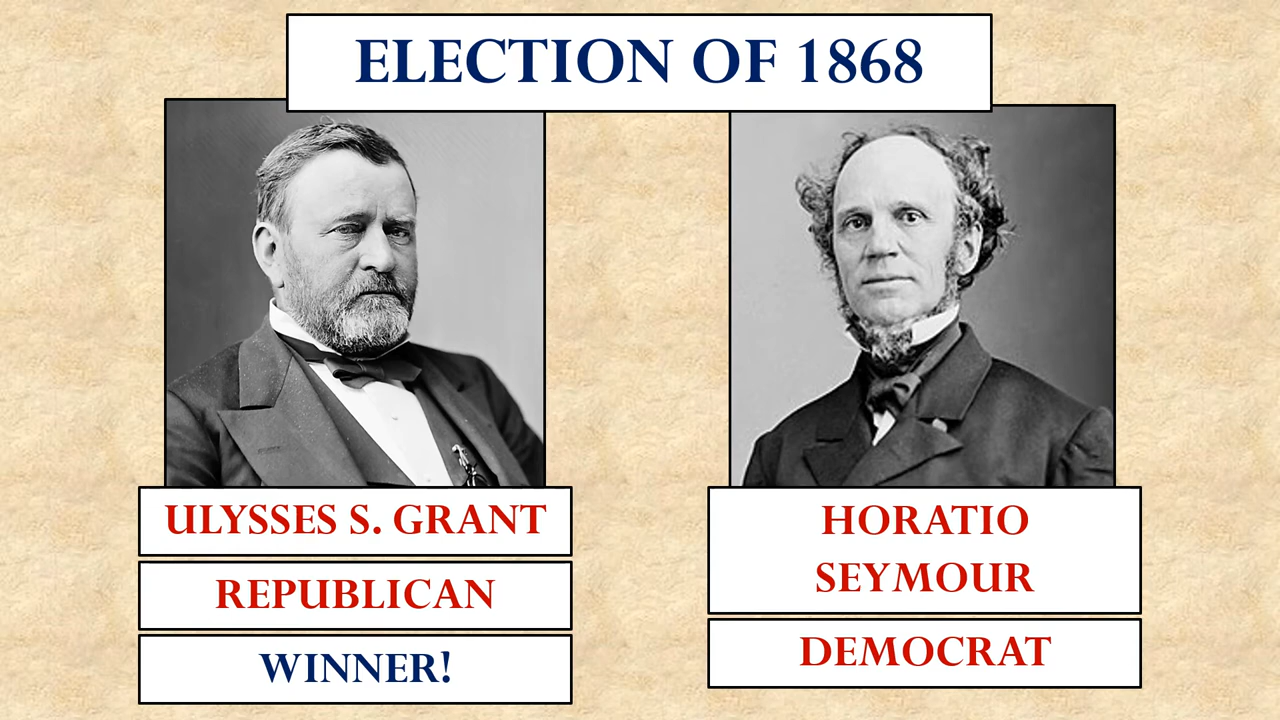 ELECTION OF 1868
ULYSSES S. GRANT
REPUBLICAN
WINNER!
HORATIO
SEYMOUR
DEMOCRAT